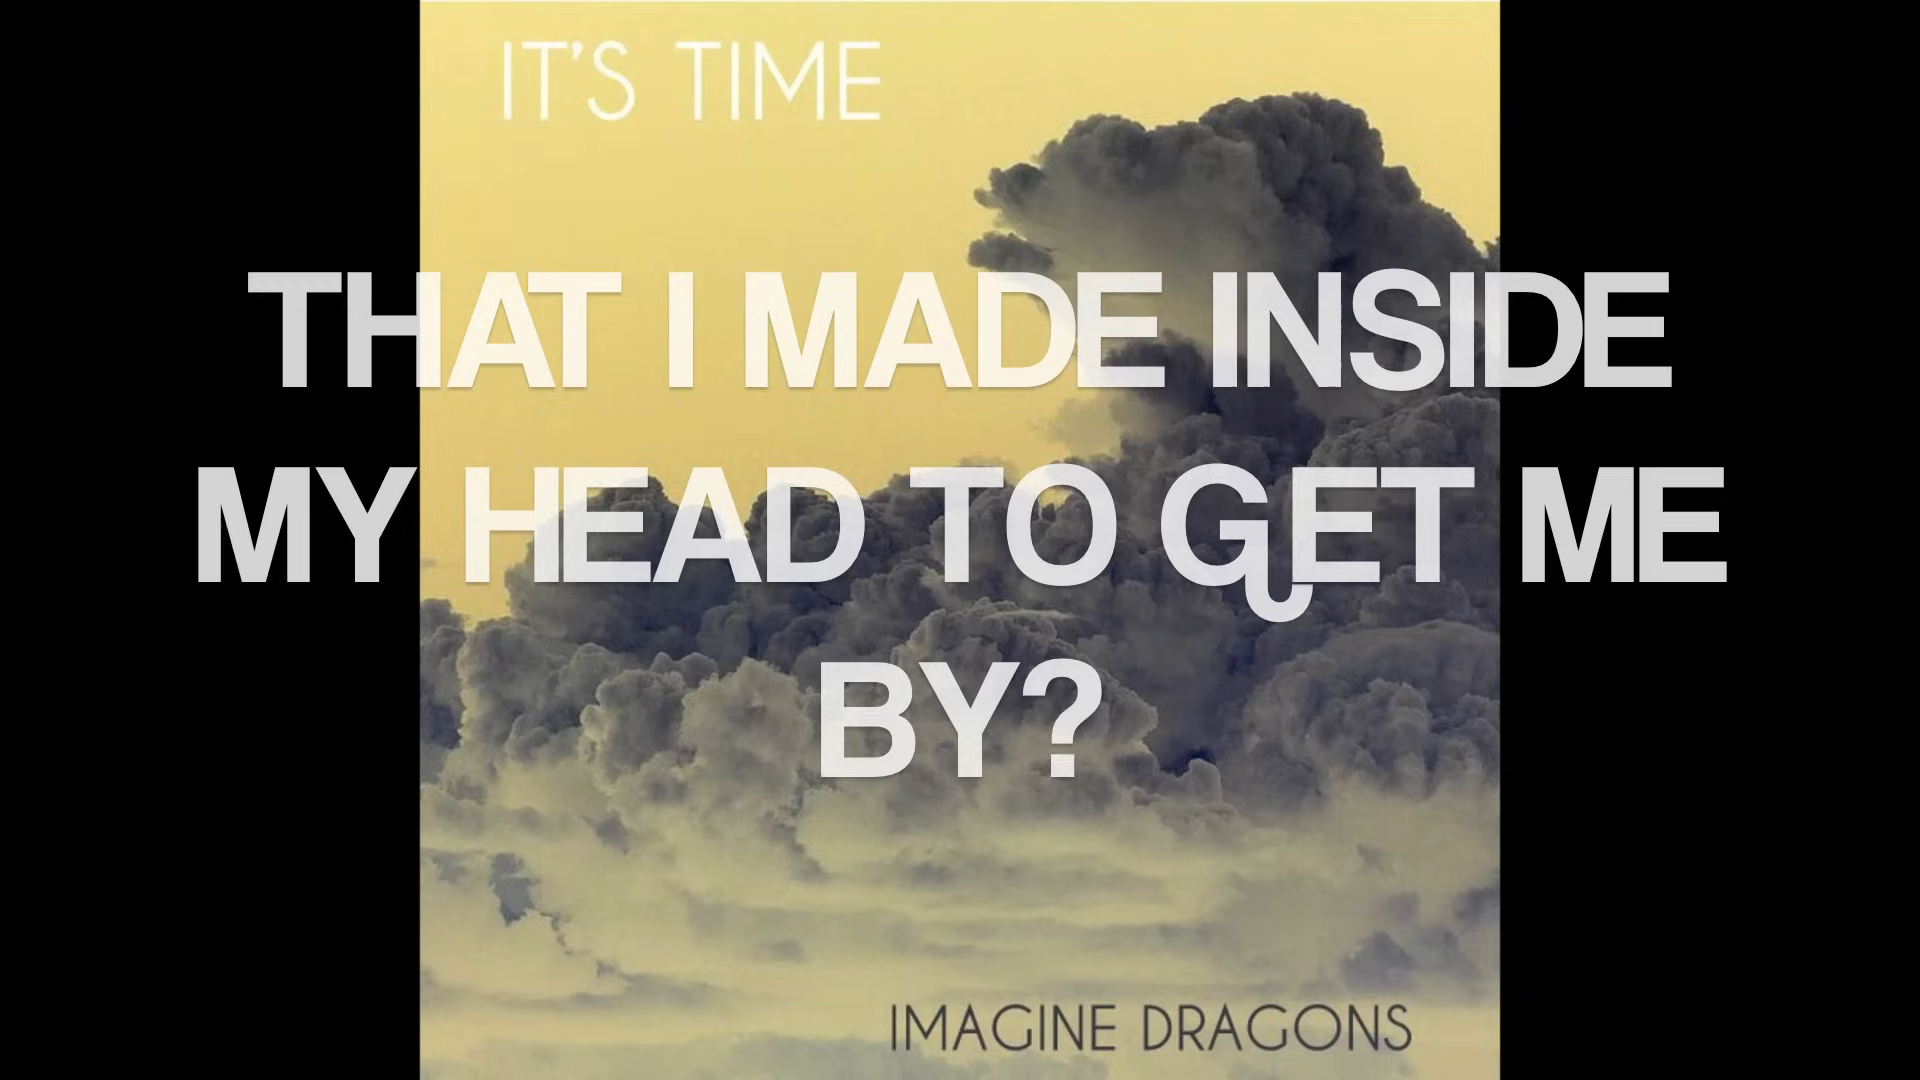 IT'S TIME
THAT I MADE INSIDE
MY HEAD TO GET ME
BY?
IMAGINE DRAGONS